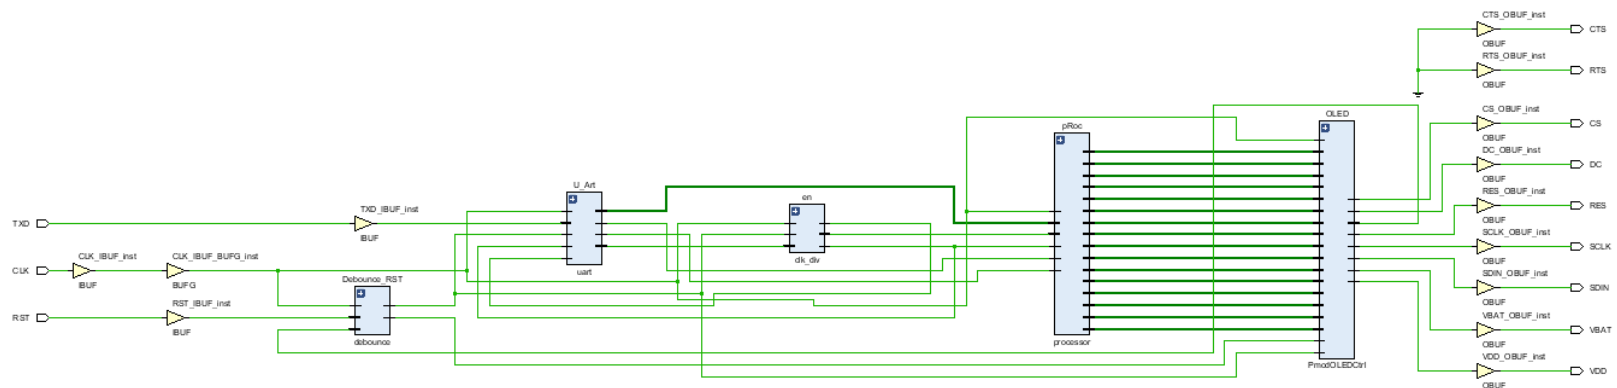 CTS_OBUF_inst
CTS
OBUF
RTS_OBUF_inst
RTS
OBUF
CS_OBUF_inst
CS
OBUF
DC_OBUF_inst
DC
OBUF
RES_OBUF_inst
RES
OBUF
SCLK_OBUF_inst
SCLK
OBUF
SDIN_OBUF_inst
SDIN
OBUF
VBAT_OBUF_inst
VBAT
OBUF
VDD_OBUF_inst
VDD
OBUF
OLED
PmodOLEDCtrl
pRoc
processor
en
clk_div
U_Art
uart
TXD
TXD_IBUF_inst
IBUF
CLK
CLK_IBUF_inst
IBUF
CLK_IBUF_BUFG_inst
BUFG
Debounce_RST
debounce
RST
RST_IBUF_inst
IBUF